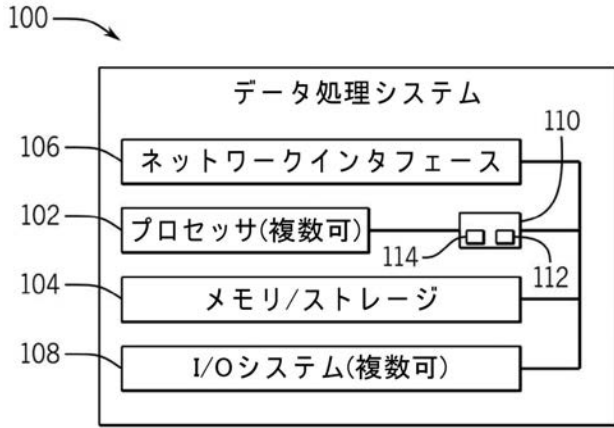 100
データ処理システム
110
106
ネットワークインタフェース
102
プロセッサ(複数可)
114
112
104
メモリ/ストレージ
108
I/Oシステム(複数可)